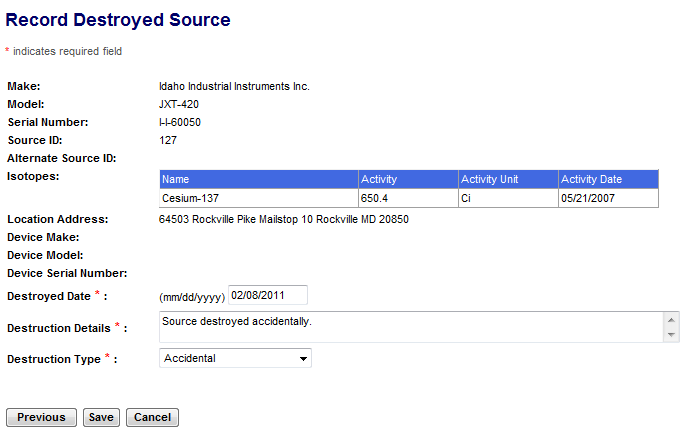 Record Destroyed Source
* indicates required field
Make: Idaho Industrial Instruments Inc.
Model: JXT-420
Serial Number: I-I-60050
Source ID: 127
Alternate Source ID:
Isotopes: Name Activity Activity Unit Activity Date
Cesium-137 650.4 Ci 05/21/2007
Location Address: 64503 Rockville Pike Mailstop 10 Rockville MD 20850
Device Make:
Device Model:
Device Serial Number:
Destroyed Date * : (mm/dd/yyyy) 02/08/2011
Destruction Details * : Source destroyed accidentally.
Destruction Type * : Accidental
Previous Save Cancel